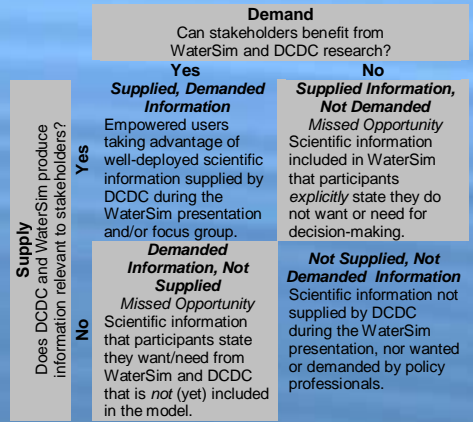 Demand
Can stakeholders benefit from
WaterSim and DCDC research?
Supply
Does DCDC and WaterSim produce
information relevant to stakeholders?
Yes
No
Yes
Supplied, Demanded
Information
Empowered users
taking advantage of
well-deployed scientific
information supplied by
DCDC during the
WaterSim presentation
and/or focus group.
Supplied Information,
Not Demanded
Missed Opportunity
Scientific information
included in WaterSim
that participants
explicitly state they do
not want or need for
decision-making.
No
Demanded
Information, Not
Supplied
Missed Opportunity
Scientific information
that participants state
they want/need from
WaterSim and DCDC
that is not (yet) included
in the model.
Not Supplied, Not
Demanded Information
Scientific information not
supplied by DCDC
during the WaterSim
presentation, nor wanted
or demanded by policy
professionals.